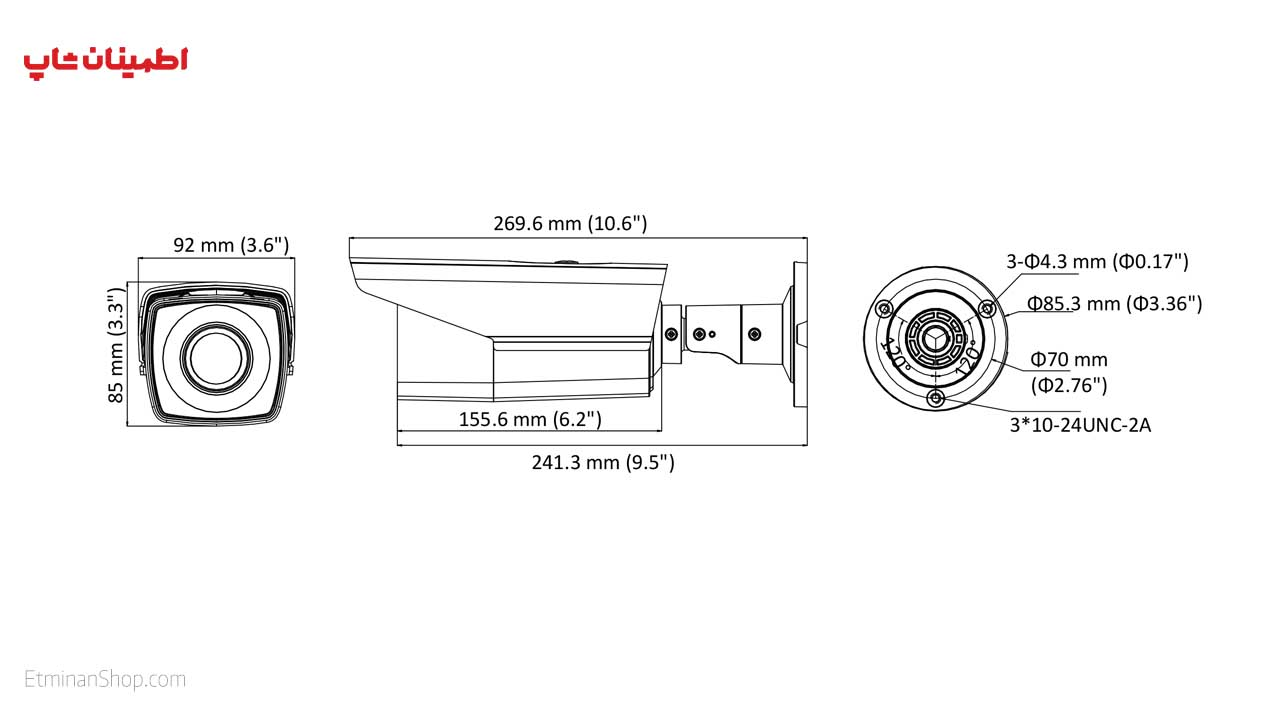 اطمینان شاپ
92 mm (3.6")
85 mm (3.3")
269.6 mm (10.6")
155.6 mm (6.2")
241.3 mm (9.5")
3-Φ4.3 mm (Φ0.17")
Φ85.3 mm (Φ3.36")
Φ70 mm
(Φ2.76")
3*10-24UNC-2A
120°
120°
EtminanShop.com